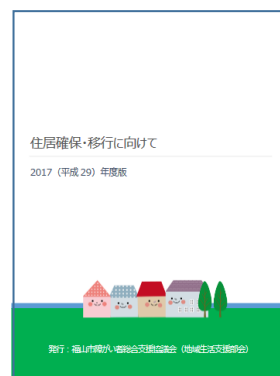 住居確保・移行に向けて
2017（平成 29）年度版
発行：福山市障がい者総合支援協議会（地域生活支援部会）